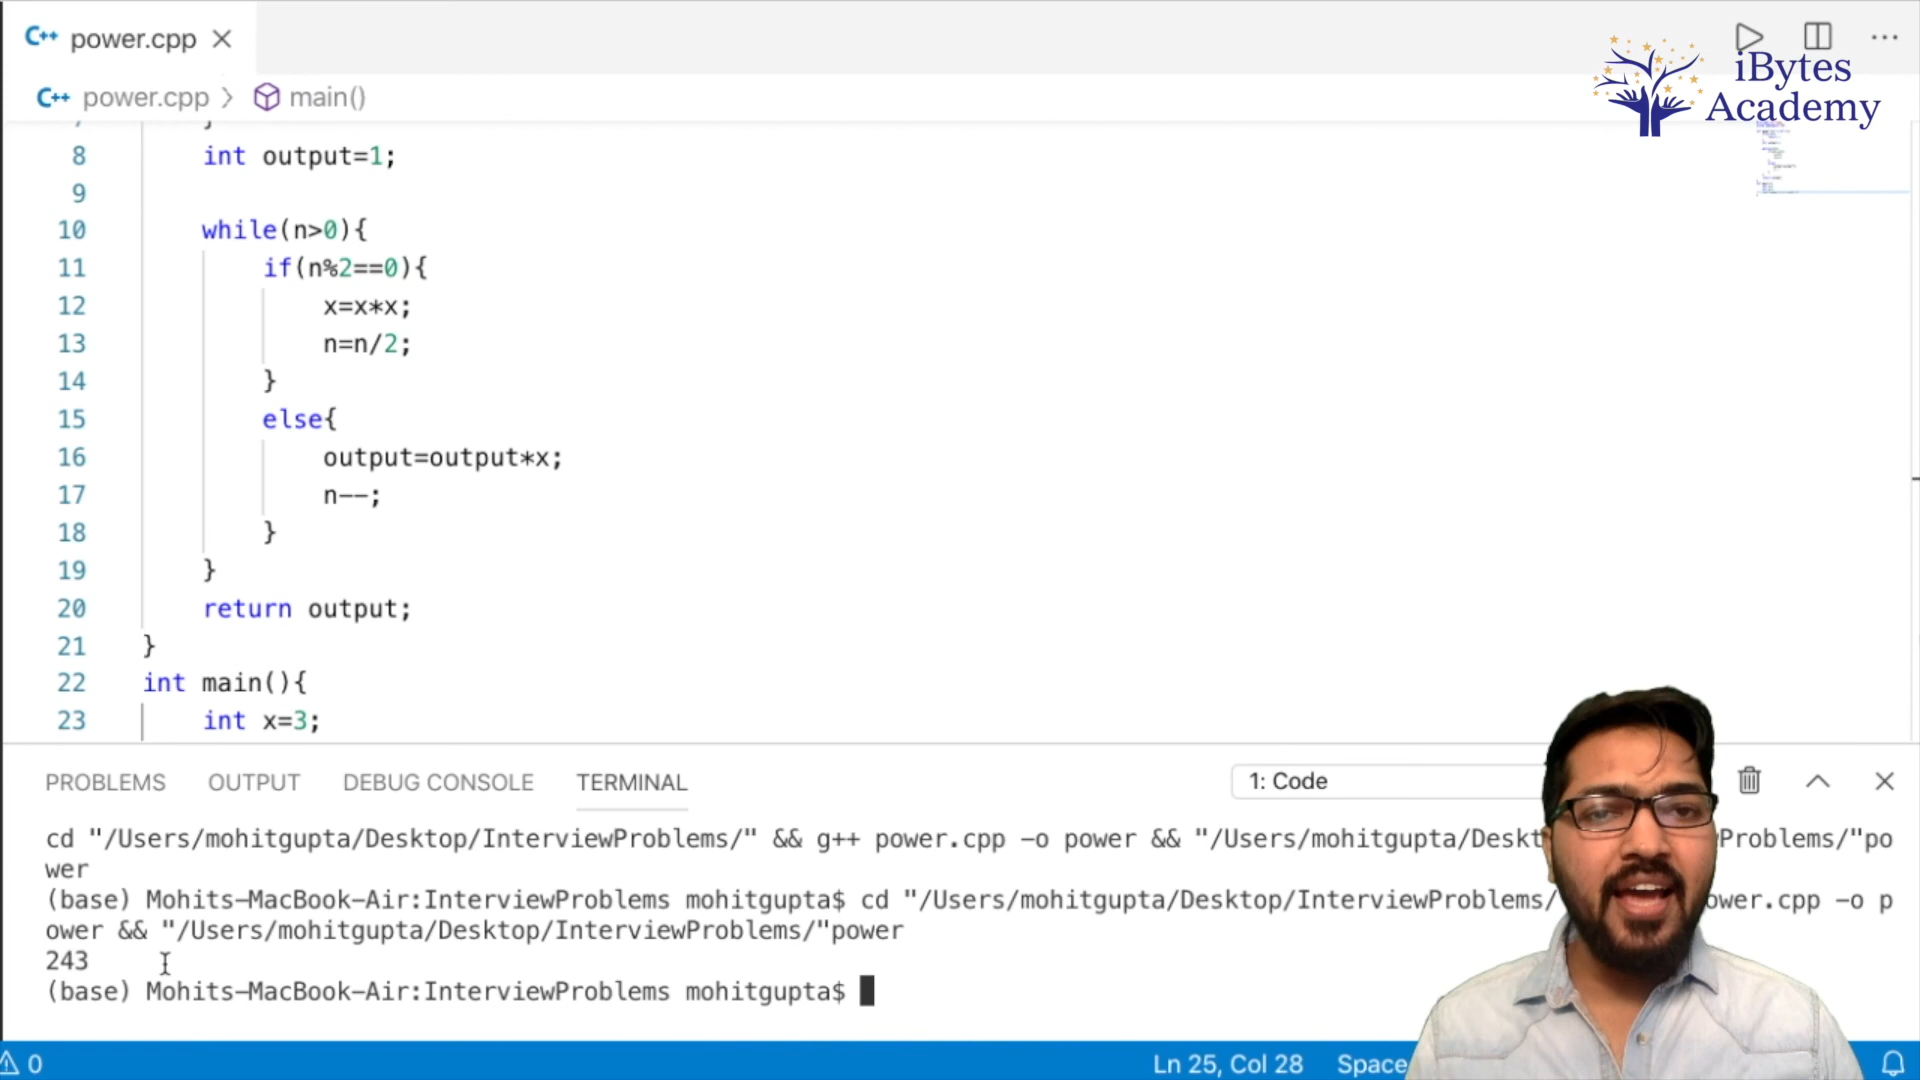 C++ power.cpp
iBytes
Academy
C++ power.cpp > main()
8 int output=1;
9
10 while(n>0){
11 if(n%2==0){
12 x=x*x;
13 n=n/2;
14 }
15 else{
16 output=output*x;
17 n--;
18 }
19 }
20 return output;
21 }
22 int main(){
23 int x=3;
PROBLEMS OUTPUT DEBUG CONSOLE TERMINAL 1: Code
cd "/Users/mohitgupta/Desktop/InterviewProblems/" && g++ power.cpp -o power && "/Users/mohitgupta/Deskt Problems/"po
wer
(base) Mohits-MacBook-Air:InterviewProblems mohitgupta$ cd "/Users/mohitgupta/Desktop/InterviewProblems/ ower.cpp -o p
ower && "/Users/mohitgupta/Desktop/InterviewProblems/"power
243
(base) Mohits-MacBook-Air:InterviewProblems mohitgupta$
0 Ln 25, Col 28 Space